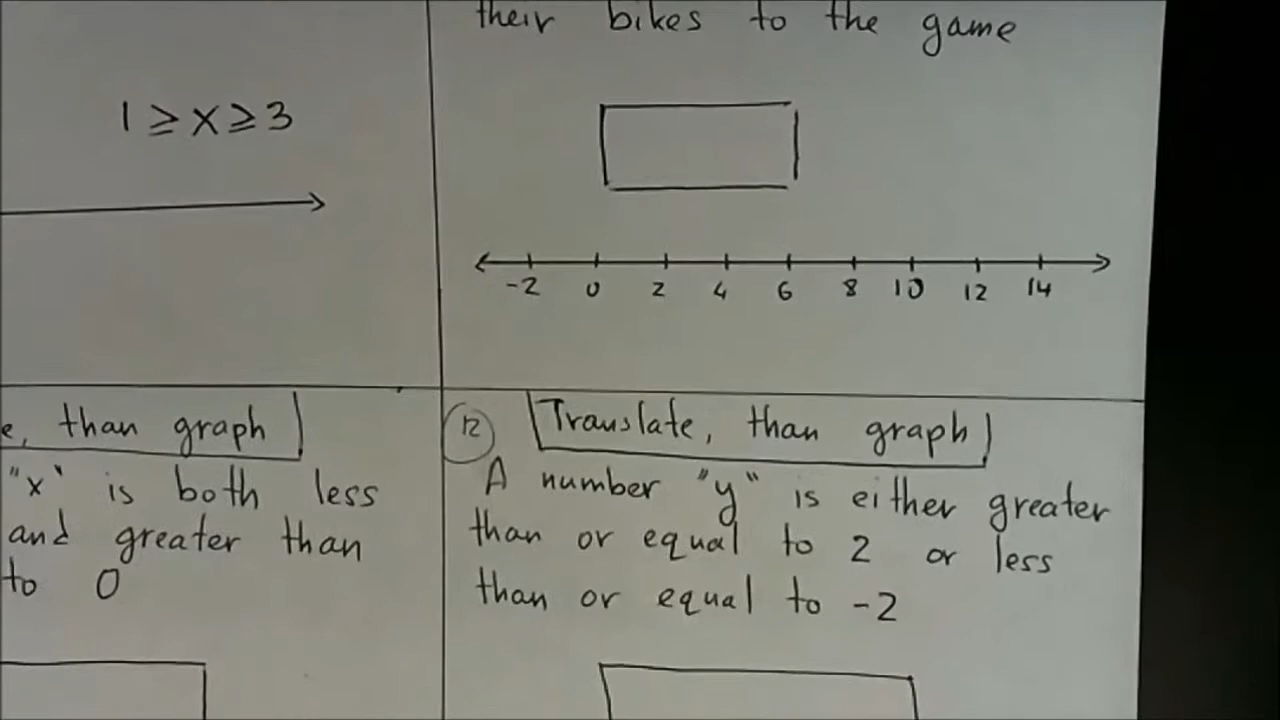 their bikes to the game
1 ≥ x ≥ 3
-2 0 2 4 6 8 10 12 14
than graph
"x" is both less
and greater than
to 0
12 Translate, than graph
A number "y" is either greater
than or equal to 2 or less
than or equal to -2